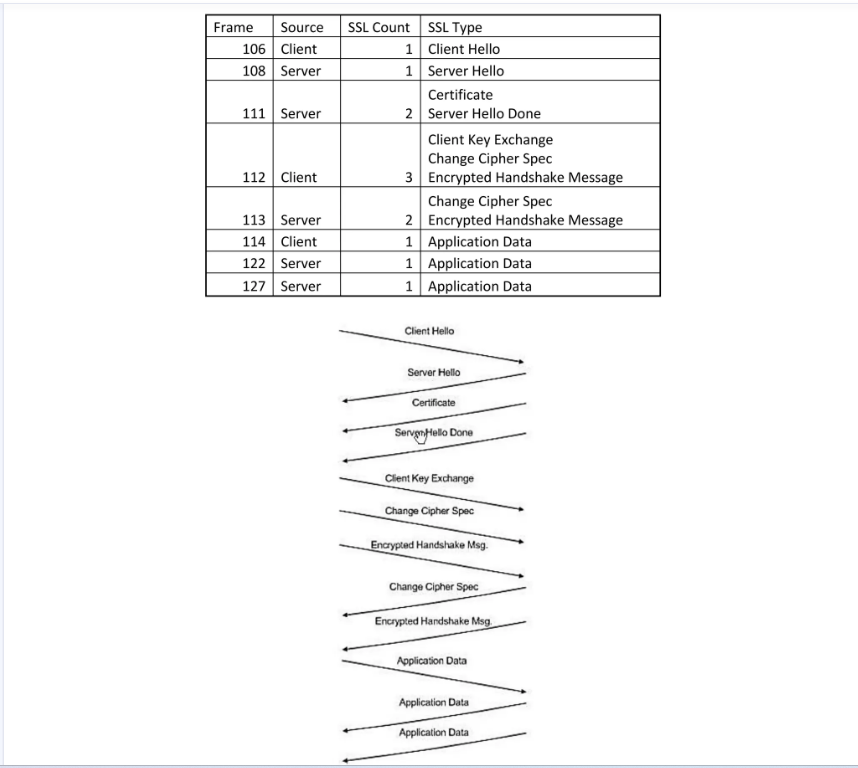 Frame Source SSL Count SSL Type
106 Client 1 Client Hello
108 Server 1 Server Hello
Certificate
111 Server 2 Server Hello Done
Client Key Exchange
Change Cipher Spec
112 Client 3 Encrypted Handshake Message
Change Cipher Spec
113 Server 2 Encrypted Handshake Message
114 Client 1 Application Data
122 Server 1 Application Data
127 Server 1 Application Data
Client Hello
Server Hello
Certificate
Server Hello Done
Client Key Exchange
Change Cipher Spec
Encrypted Handshake Msg.
Change Cipher Spec
Encrypted Handshake Msg.
Application Data
Application Data
Application Data